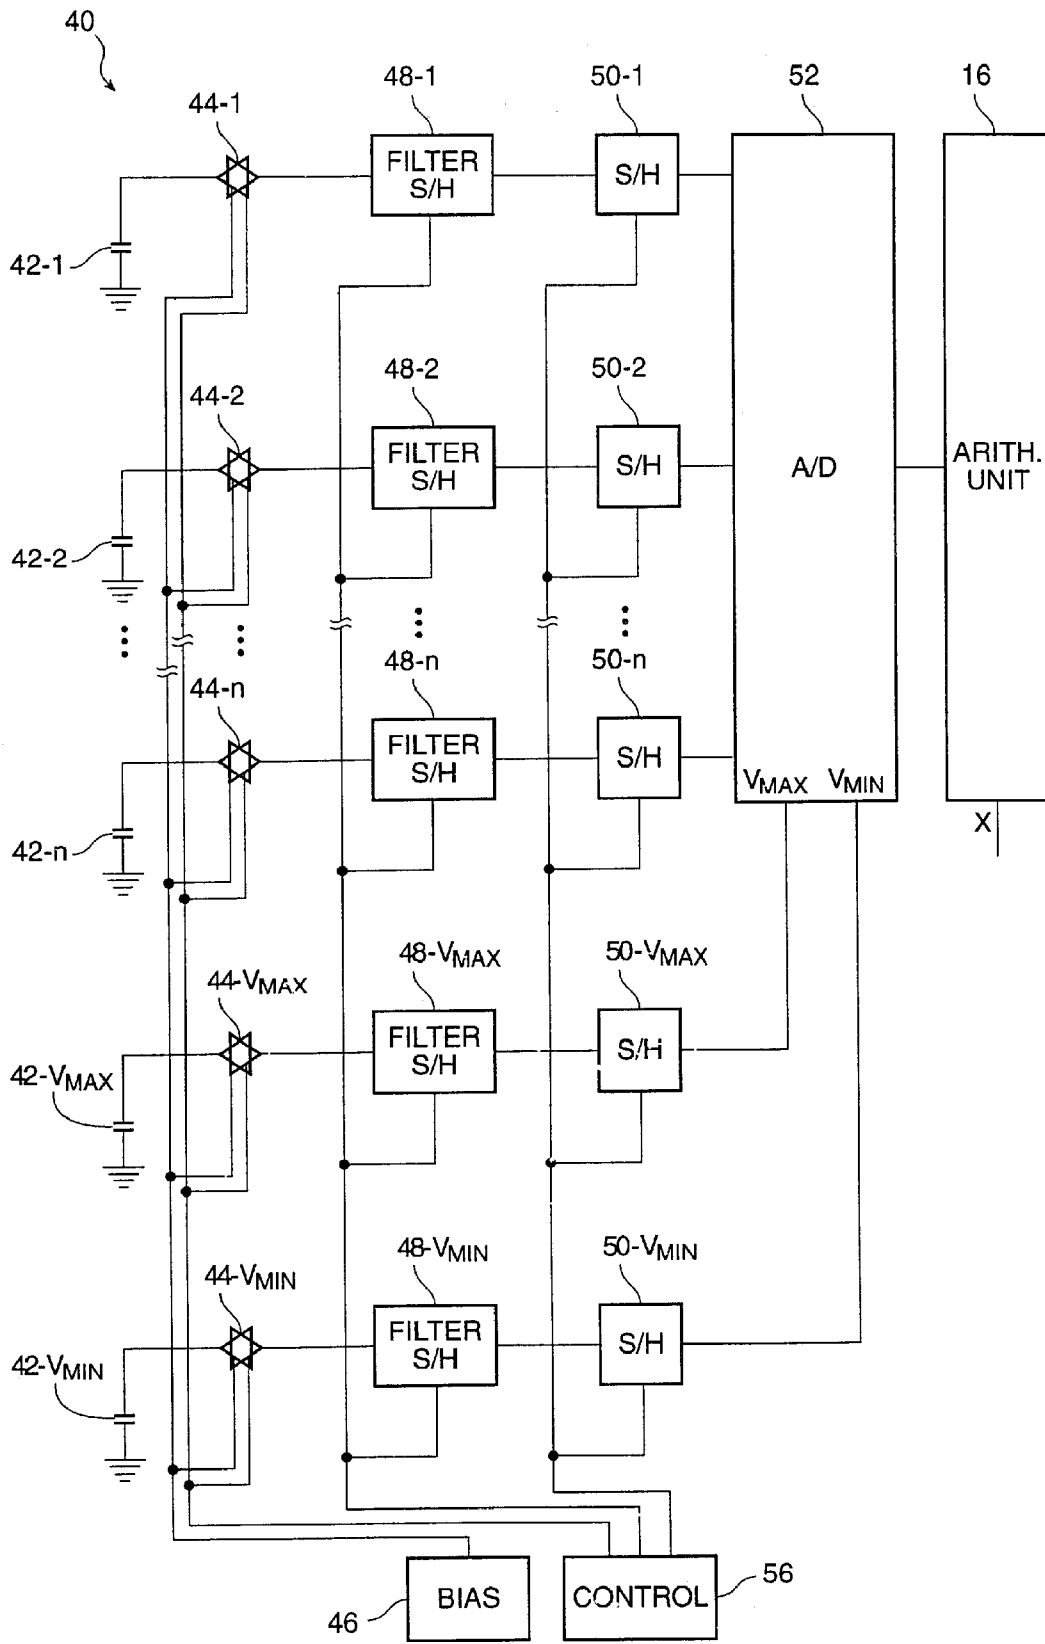 40
44-1
48-1
50-1
52
16
FILTER
S/H
S/H
42-1
44-2
48-2
50-2
FILTER
S/H
S/H
A/D
ARITH.
UNIT
42-2
44-n
48-n
50-n
FILTER
S/H
S/H
VMAX VMIN
X
42-n
44-VMAX
48-VMAX
50-VMAX
FILTER
S/H
S/H
42-VMAX
44-VMIN
48-VMIN
50-VMIN
FILTER
S/H
S/H
42-VMIN
BIAS
46
CONTROL
56